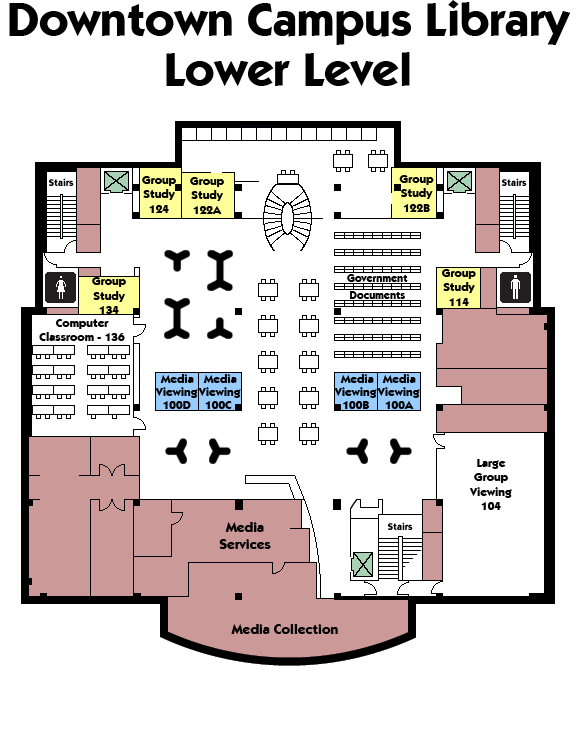 Downtown Campus Library
Lower Level
Stairs
Group
Study
124
Group
Study
122A
Group
Study
122B
Stairs
Group
Study
134
Government
Documents
Group
Study
114
Computer
Classroom - 136
Media
Viewing
100D
Media
Viewing
100C
Media
Viewing
100B
Media
Viewing
100A
Large
Group
Viewing
104
Media
Services
Stairs
Media Collection